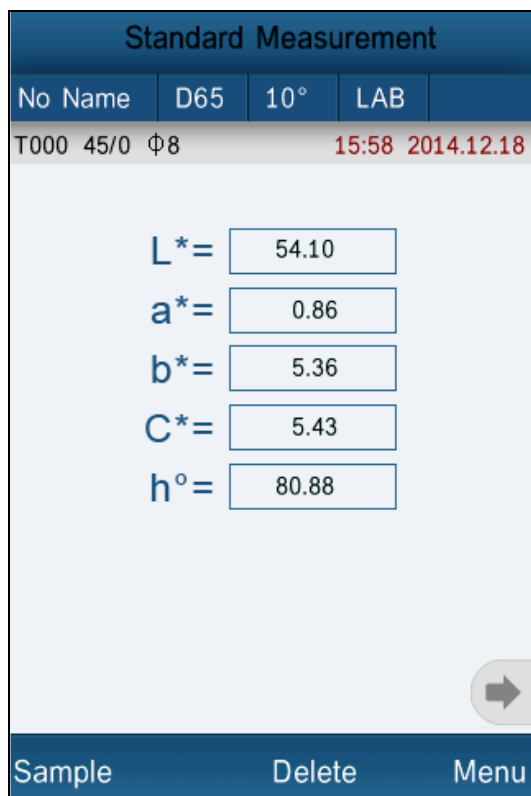 Standard Measurement
No Name D65 10° LAB
T000 45/0 Φ8 15:58 2014.12.18
L*= 54.10
a*= 0.86
b*= 5.36
C*= 5.43
h°= 80.88
Sample Delete Menu